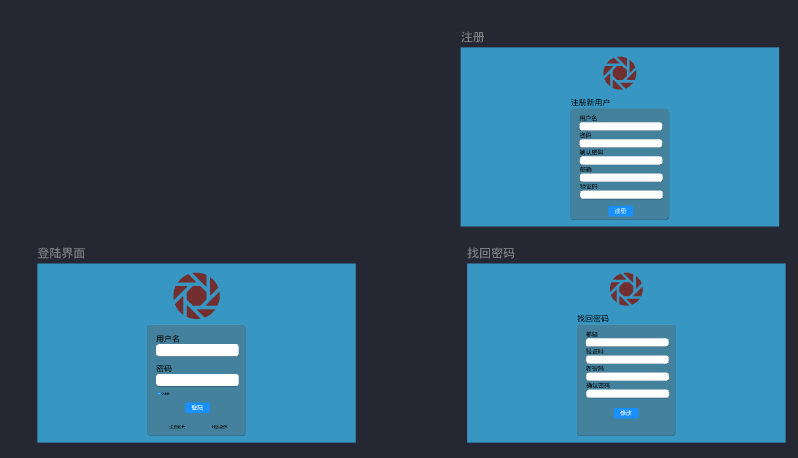 注册
注册新用户
用户名
密码
确认密码
邮箱
验证码
注册
登陆界面
用户名
密码
登陆
找回密码
找回密码
邮箱
验证码
新密码
确认密码
修改